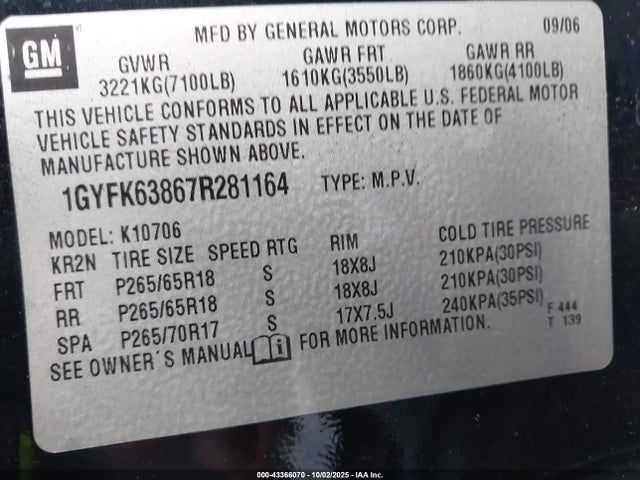 GM
MFD BY GENERAL MOTORS CORP. 09/06
GVWR GAWR FRT GAWR RR
3221KG(7100LB) 1610KG(3550LB) 1860KG(4100LB)
THIS VEHICLE CONFORMS TO ALL APPLICABLE U.S. FEDERAL MOTOR
VEHICLE SAFETY STANDARDS IN EFFECT ON THE DATE OF
MANUFACTURE SHOWN ABOVE.
1GYFK63867R281164 TYPE: M.P.V.
MODEL: K10706
KR2N TIRE SIZE SPEED RTG RIM COLD TIRE PRESSURE
FRT P265/65R18 S 18X8J 210KPA(30PSI)
RR P265/65R18 S 18X8J 210KPA(30PSI)
SPA P265/70R17 S 17X7.5J 240KPA(35PSI)
SEE OWNER´S MANUAL i FOR MORE INFORMATION.
F 444
T 139
000-43366070 - 10/02/2025 - IAA Inc.